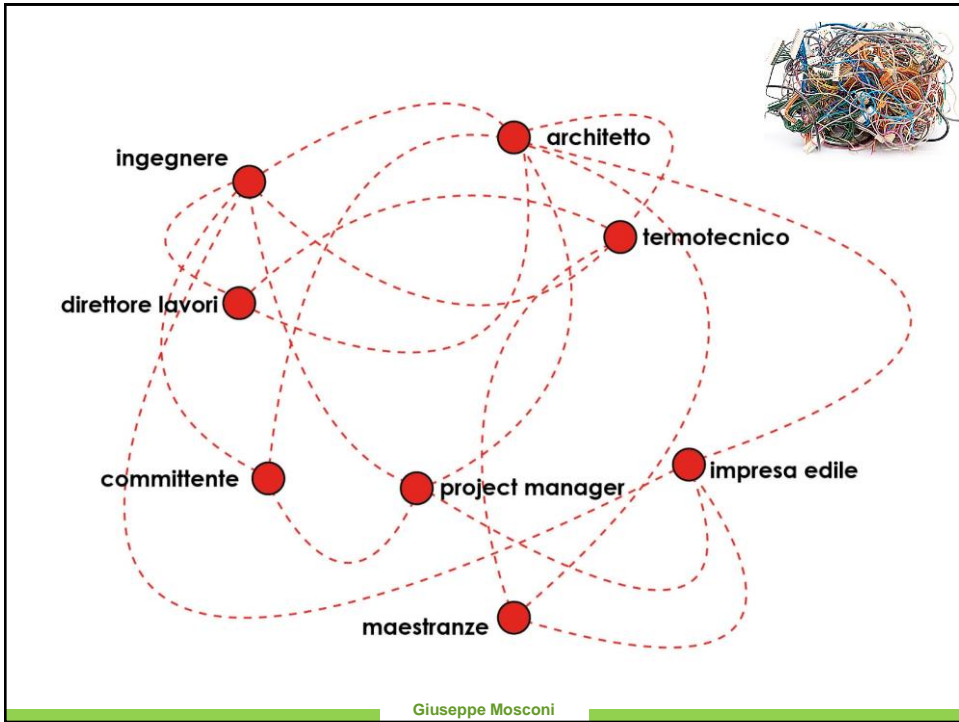 architetto
ingegnere
termotecnico
direttore lavori
committente
project manager
impresa edile
maestranze
Giuseppe Mosconi